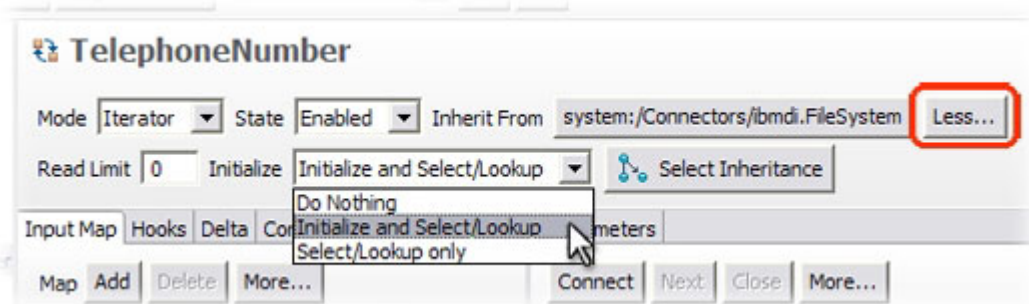 TelephoneNumber
Mode Iterator State Enabled Inherit From system:/Connectors/ibmdi.FileSystem Less...
Read Limit 0 Initialize Initialize and Select/Lookup Select Inheritance
Do Nothing
Input Map Hooks Delta Initialize and Select/Lookup
Select/Lookup only
Map Add Delete More... Connect Next Close More...